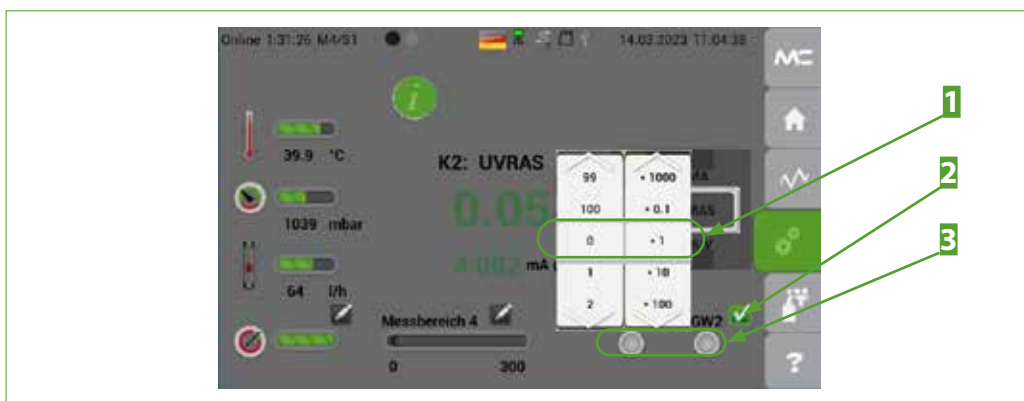 Online 1:31:26 M4/S1
14.03.2023 11:04:38
MC
i
39.9 °C
1039 mbar
64 l/h
K2: UVRAS
0.05
mA
Messbereich 4
0 300
99 * 1000
100 * 0.1
0 * 1
1 * 10
2 * 100
GW2
?
1
2
3